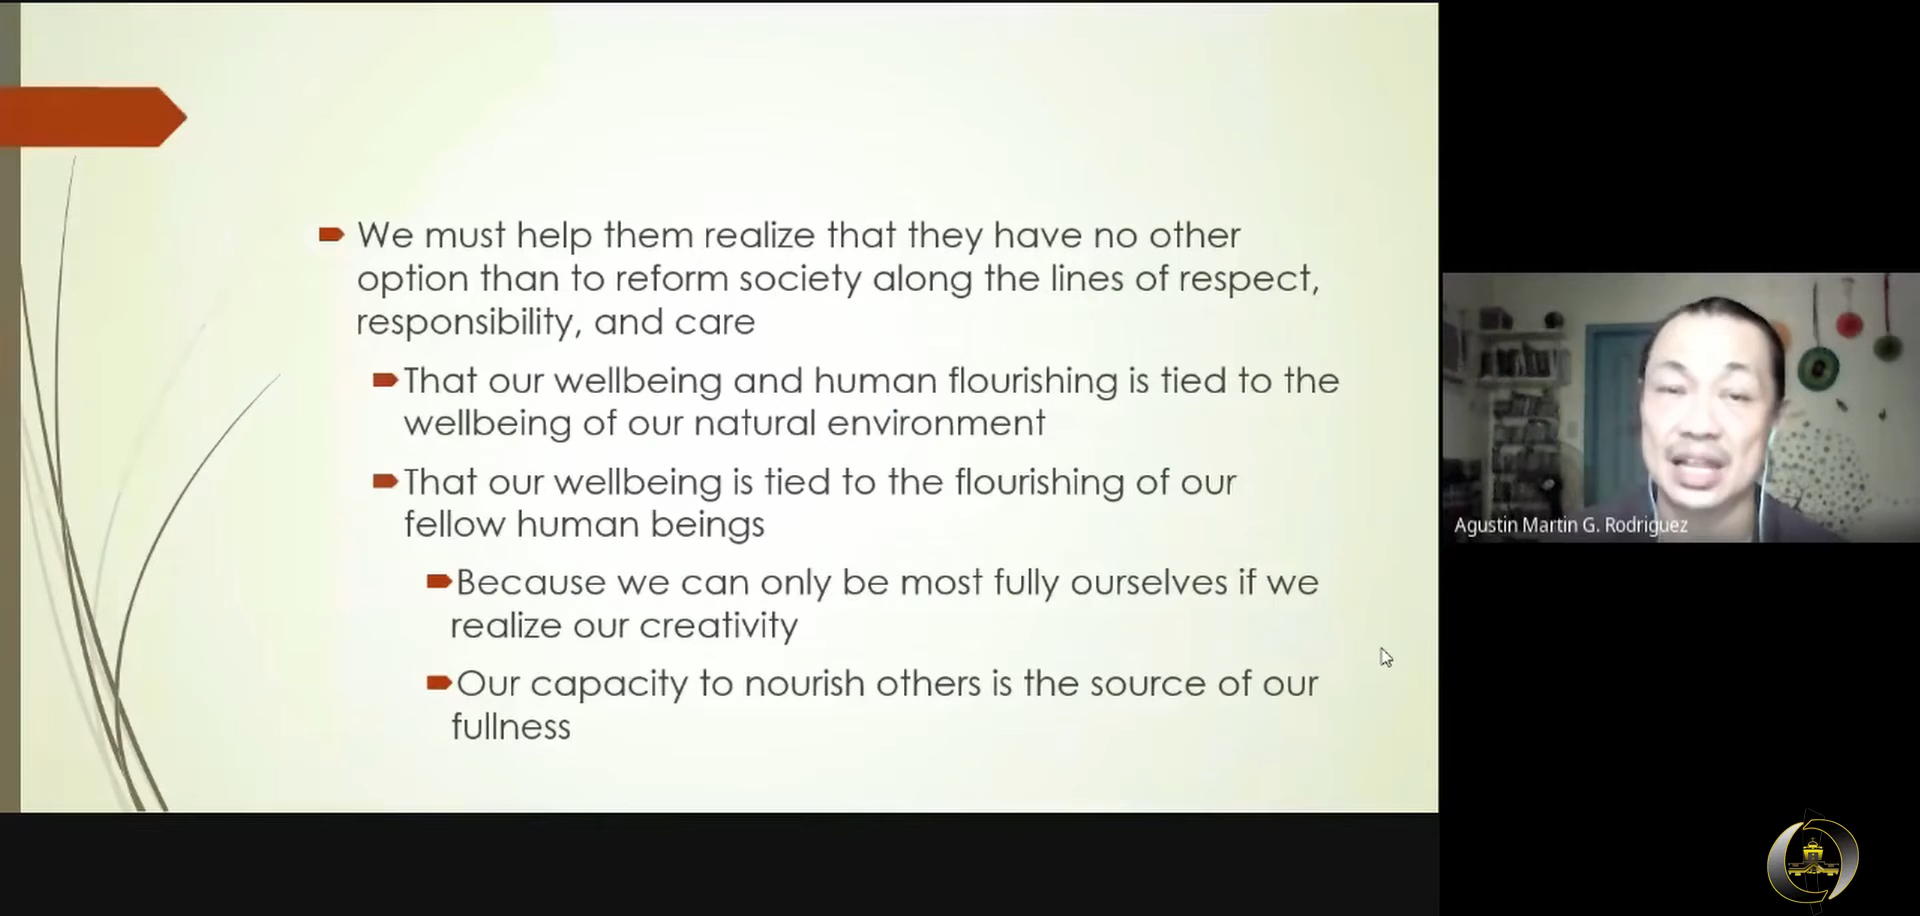 We must help them realize that they have no other
option than to reform society along the lines of respect,
responsibility, and care
That our wellbeing and human flourishing is tied to the
wellbeing of our natural environment
That our wellbeing is tied to the flourishing of our
fellow human beings
Because we can only be most fully ourselves if we
realize our creativity
Our capacity to nourish others is the source of our
fullness
Agustin Martin G. Rodriguez